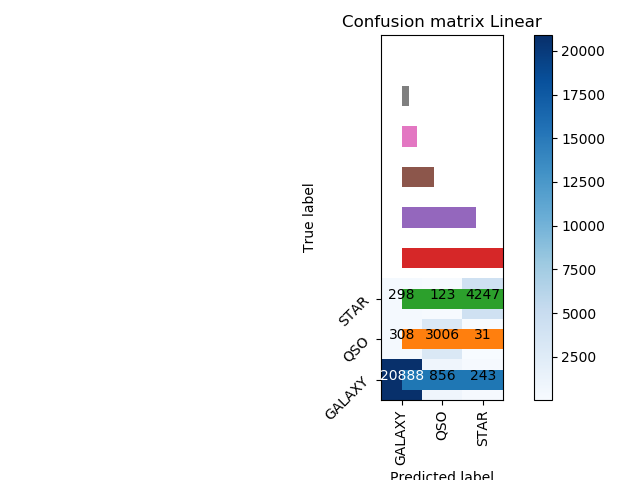 Confusion matrix Linear
True label
STAR
QSO
GALAXY
298 123 4247
308 3006 31
20888 856 243
GALAXY QSO STAR
Predicted label
20000
17500
15000
12500
10000
7500
5000
2500